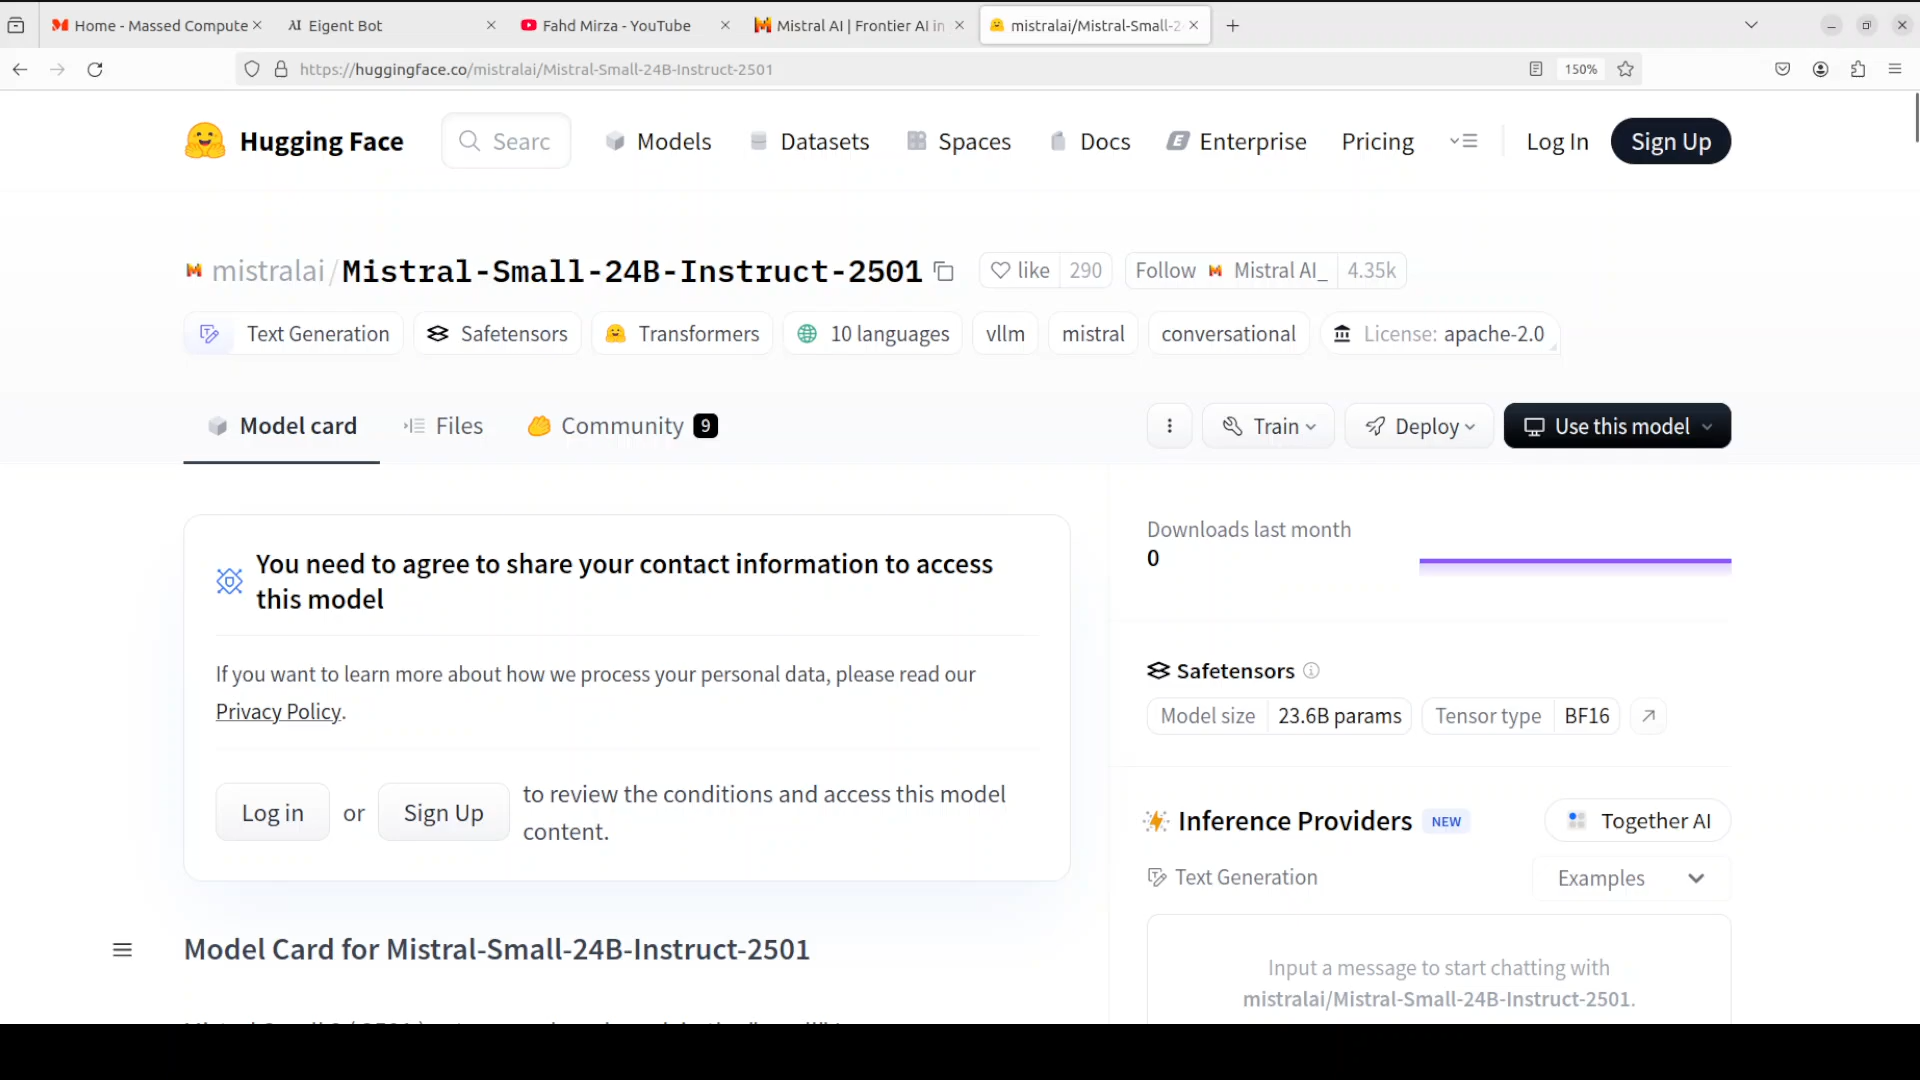 Home - Massed Compute
AI Eigent Bot
Fahd Mirza - YouTube
Mistral AI | Frontier AI in
mistralai/Mistral-Small-2
https://huggingface.co/mistralai/Mistral-Small-24B-Instruct-2501
150%
Hugging Face
Searc
Models
Datasets
Spaces
Docs
Enterprise
Pricing
Log In
Sign Up
mistralai/Mistral-Small-24B-Instruct-2501
like 290
Follow Mistral AI_ 4.35k
Text Generation
Safetensors
Transformers
10 languages
vllm
mistral
conversational
License: apache-2.0
Model card
Files
Community 9
Train
Deploy
Use this model
You need to agree to share your contact information to access
this model
If you want to learn more about how we process your personal data, please read our
Privacy Policy.
Log in or Sign Up to review the conditions and access this model
content.
Model Card for Mistral-Small-24B-Instruct-2501
Downloads last month
0
Safetensors
Model size 23.6B params
Tensor type BF16
Inference Providers NEW
Together AI
Text Generation
Examples
Input a message to start chatting with
mistralai/Mistral-Small-24B-Instruct-2501.